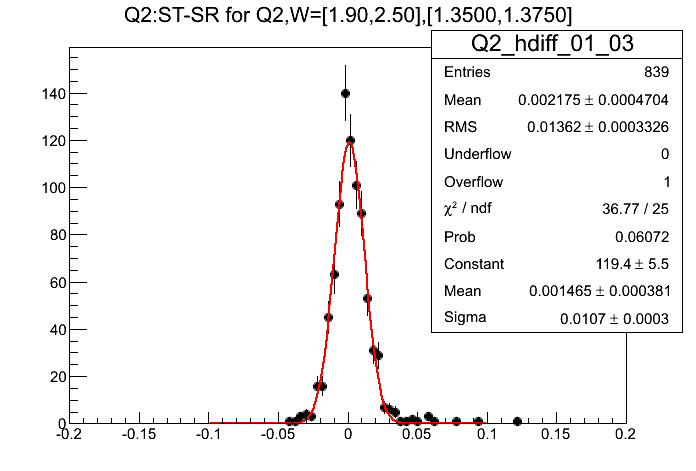 Q2:ST-SR for Q2,W=[1.90,2.50],[1.3500,1.3750]
Q2_hdiff_01_03
Entries 839
Mean 0.002175 ± 0.0004704
RMS 0.01362 ± 0.0003326
Underflow 0
Overflow 1
χ² / ndf 36.77 / 25
Prob 0.06072
Constant 119.4 ± 5.5
Mean 0.001465 ± 0.000381
Sigma 0.0107 ± 0.0003
140
120
100
80
60
40
20
0
-0.2 -0.15 -0.1 -0.05 0 0.05 0.1 0.15 0.2